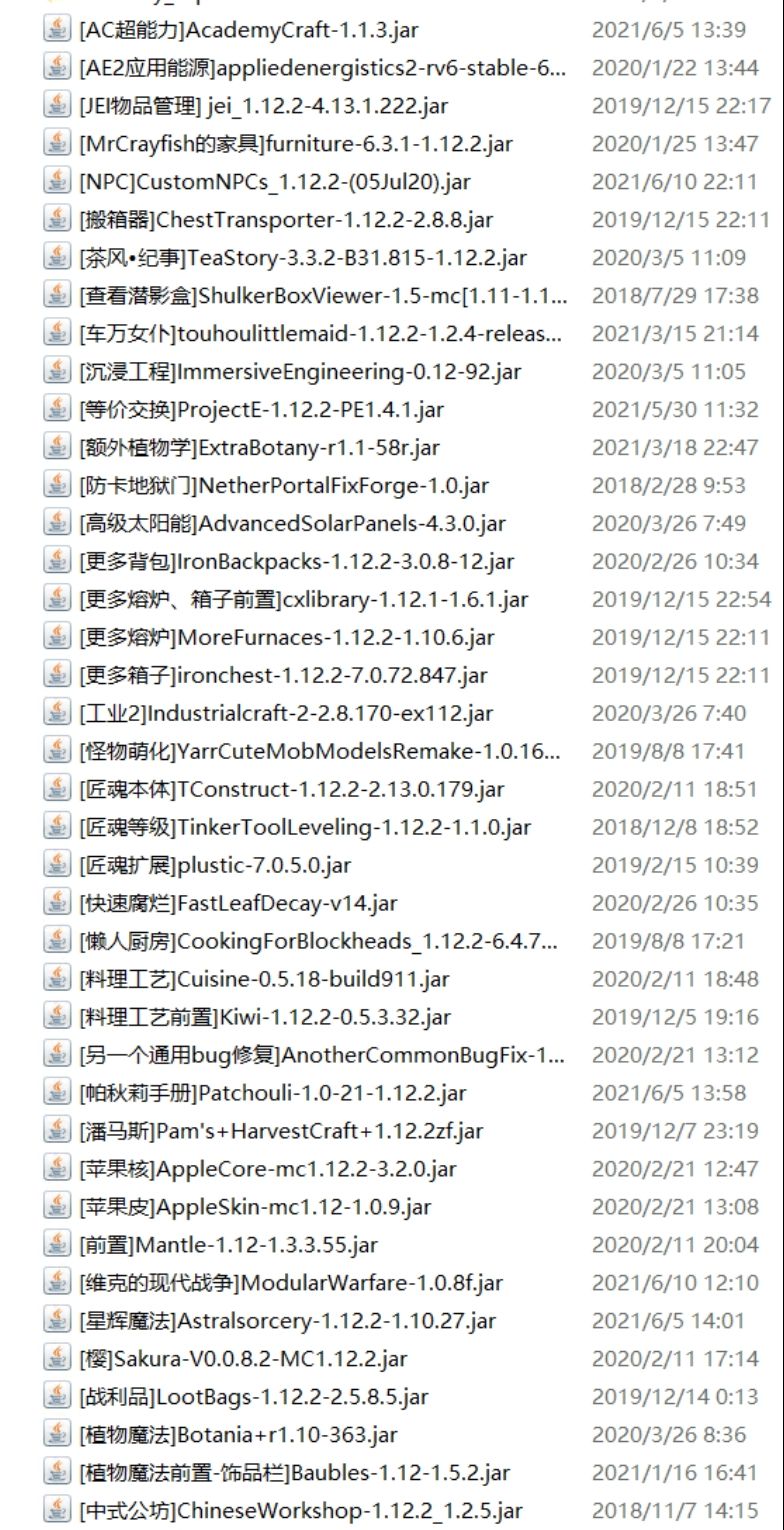 [AC超能力]AcademyCraft-1.1.3.jar 2021/6/5 13:39
[AE2应用能源]appliedenergistics2-rv6-stable-6... 2020/1/22 13:44
[JEI物品管理] jei_1.12.2-4.13.1.222.jar 2019/12/15 22:17
[MrCrayfish的家具]furniture-6.3.1-1.12.2.jar 2020/1/25 13:47
[NPC]CustomNPCs_1.12.2-(05Jul20).jar 2021/6/10 22:11
[搬箱器]ChestTransporter-1.12.2-2.8.8.jar 2019/12/15 22:11
[茶风•纪事]TeaStory-3.3.2-B31.815-1.12.2.jar 2020/3/5 11:09
[查看潜影盒]ShulkerBoxViewer-1.5-mc[1.11-1.1... 2018/7/29 17:38
[车万女仆]touhoulittlemaid-1.12.2-1.2.4-releas... 2021/3/15 21:14
[沉浸工程]ImmersiveEngineering-0.12-92.jar 2020/3/5 11:05
[等价交换]ProjectE-1.12.2-PE1.4.1.jar 2021/5/30 11:32
[额外植物学]ExtraBotany-r1.1-58r.jar 2021/3/18 22:47
[防卡地狱门]NetherPortalFixForge-1.0.jar 2018/2/28 9:53
[高级太阳能]AdvancedSolarPanels-4.3.0.jar 2020/3/26 7:49
[更多背包]IronBackpacks-1.12.2-3.0.8-12.jar 2020/2/26 10:34
[更多熔炉、箱子前置]cxlibrary-1.12.1-1.6.1.jar 2019/12/15 22:54
[更多熔炉]MoreFurnaces-1.12.2-1.10.6.jar 2019/12/15 22:11
[更多箱子]ironchest-1.12.2-7.0.72.847.jar 2019/12/15 22:11
[工业2]Industrialcraft-2-2.8.170-ex112.jar 2020/3/26 7:40
[怪物萌化]YarrCuteMobModelsRemake-1.0.16... 2019/8/8 17:41
[匠魂本体]TConstruct-1.12.2-2.13.0.179.jar 2020/2/11 18:51
[匠魂等级]TinkerToolLeveling-1.12.2-1.1.0.jar 2018/12/8 18:52
[匠魂扩展]plustic-7.0.5.0.jar 2019/2/15 10:39
[快速腐烂]FastLeafDecay-v14.jar 2020/2/26 10:35
[懒人厨房]CookingForBlockheads_1.12.2-6.4.7... 2019/8/8 17:21
[料理工艺]Cuisine-0.5.18-build911.jar 2020/2/11 18:48
[料理工艺前置]Kiwi-1.12.2-0.5.3.32.jar 2019/12/5 19:16
[另一个通用bug修复]AnotherCommonBugFix-1... 2020/2/21 13:12
[帕秋莉手册]Patchouli-1.0-21-1.12.2.jar 2021/6/5 13:58
[潘马斯]Pam's+HarvestCraft+1.12.2zf.jar 2019/12/7 23:19
[苹果核]AppleCore-mc1.12.2-3.2.0.jar 2020/2/21 12:47
[苹果皮]AppleSkin-mc1.12-1.0.9.jar 2020/2/21 13:08
[前置]Mantle-1.12-1.3.3.55.jar 2020/2/11 20:04
[维克的现代战争]ModularWarfare-1.0.8f.jar 2021/6/10 12:10
[星辉魔法]Astralsorcery-1.12.2-1.10.27.jar 2021/6/5 14:01
[樱]Sakura-V0.0.8.2-MC1.12.2.jar 2020/2/11 17:14
[战利品]LootBags-1.12.2-2.5.8.5.jar 2019/12/14 0:13
[植物魔法]Botania+r1.10-363.jar 2020/3/26 8:36
[植物魔法前置-饰品栏]Baubles-1.12-1.5.2.jar 2021/1/16 16:41
[中式公坊]ChineseWorkshop-1.12.2_1.2.5.jar 2018/11/7 14:15